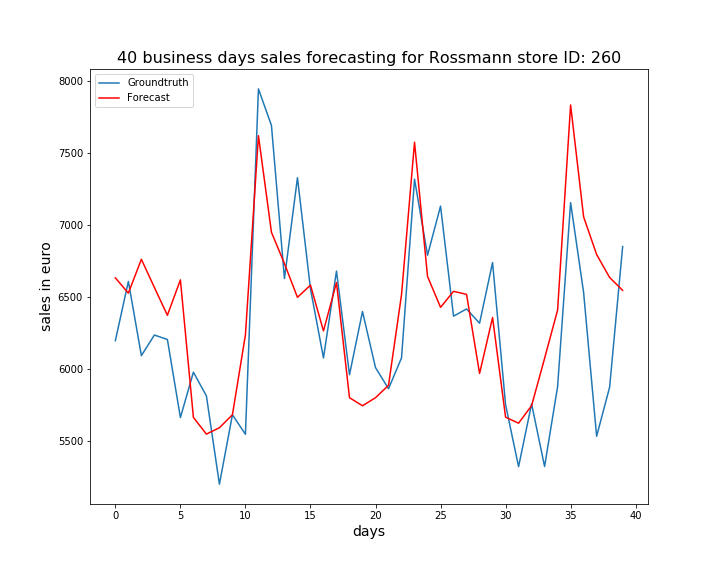 40 business days sales forecasting for Rossmann store ID: 260
Groundtruth
Forecast
8000
7500
7000
6500
6000
5500
sales in euro
0 5 10 15 20 25 30 35 40
days